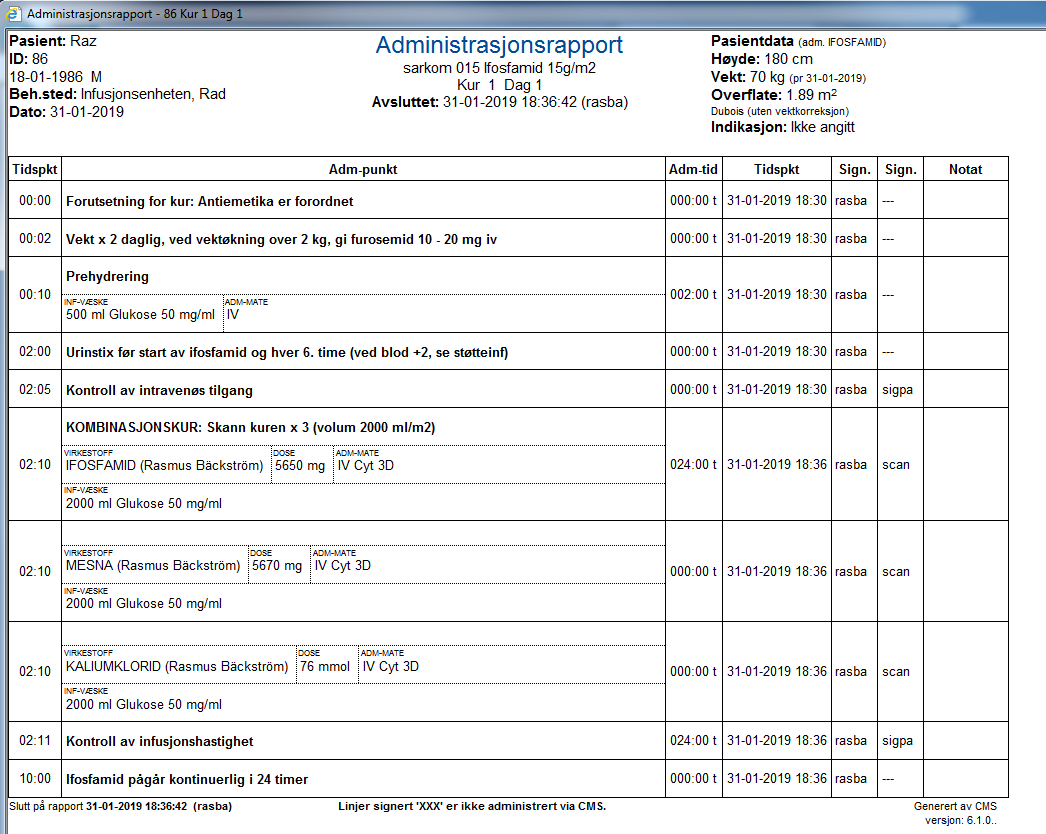 Administrasjonsrapport - 86 Kur 1 Dag 1
Pasient: Raz
ID: 86
18-01-1986 M
Beh.sted: Infusjonsenheten, Rad
Dato: 31-01-2019
Administrasjonsrapport
sarkom 015 Ifosfamid 15g/m2
Kur 1 Dag 1
Avsluttet: 31-01-2019 18:36:42 (rasba)
Pasientdata (adm. IFOSFAMID)
Høyde: 180 cm
Vekt: 70 kg (pr 31-01-2019)
Overflate: 1.89 m²
Dubois (uten vektkorreksjon)
Indikasjon: Ikke angitt
Tidspkt Adm-punkt Adm-tid Tidspkt Sign. Sign. Notat
00:00 Forutsetning for kur: Antiemetika er forordnet 000:00 t 31-01-2019 18:30 rasba ---
00:02 Vekt x 2 daglig, ved vektøkning over 2 kg, gi furosemid 10 - 20 mg iv 000:00 t 31-01-2019 18:30 rasba ---
Prehydrering
00:10 002:00 t 31-01-2019 18:30 rasba ---
INF-VÆSKE ADM-MATE
500 ml Glukose 50 mg/ml IV
02:00 Urinstix før start av ifosfamid og hver 6. time (ved blod +2, se støtteinf) 000:00 t 31-01-2019 18:30 rasba ---
02:05 Kontroll av intravenøs tilgang 000:00 t 31-01-2019 18:30 rasba sigpa
KOMBINASJONSKUR: Skann kuren x 3 (volum 2000 ml/m2)
VIRKESTOFF DOSE ADM-MATE
02:10 IFOSFAMID (Rasmus Bäckström) 5650 mg IV Cyt 3D 024:00 t 31-01-2019 18:36 rasba scan
INF-VÆSKE
2000 ml Glukose 50 mg/ml
VIRKESTOFF DOSE ADM-MATE
MESNA (Rasmus Bäckström) 5670 mg IV Cyt 3D
02:10 000:00 t 31-01-2019 18:36 rasba scan
INF-VÆSKE
2000 ml Glukose 50 mg/ml
VIRKESTOFF DOSE ADM-MATE
KALIUMKLORID (Rasmus Bäckström) 76 mmol IV Cyt 3D
02:10 000:00 t 31-01-2019 18:36 rasba scan
INF-VÆSKE
2000 ml Glukose 50 mg/ml
02:11 Kontroll av infusjonshastighet 024:00 t 31-01-2019 18:36 rasba sigpa
10:00 Ifosfamid pågår kontinuerlig i 24 timer 000:00 t 31-01-2019 18:36 rasba ---
Slutt på rapport 31-01-2019 18:36:42 (rasba) Linjer signert 'XXX' er ikke administrert via CMS. Generert av CMS
versjon: 6.1.0..